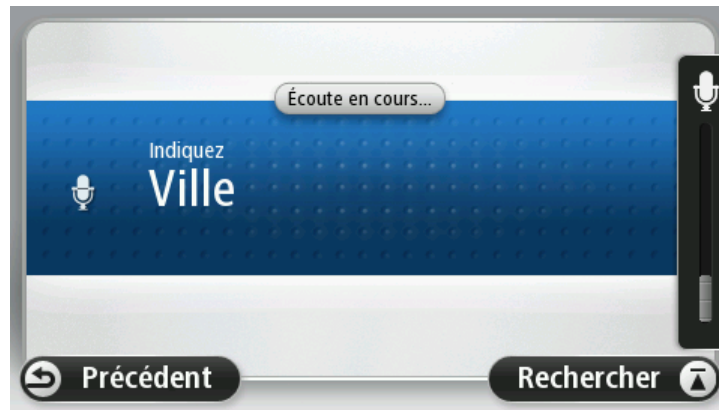 Écoute en cours...
Indiquez
Ville
Précédent
Rechercher